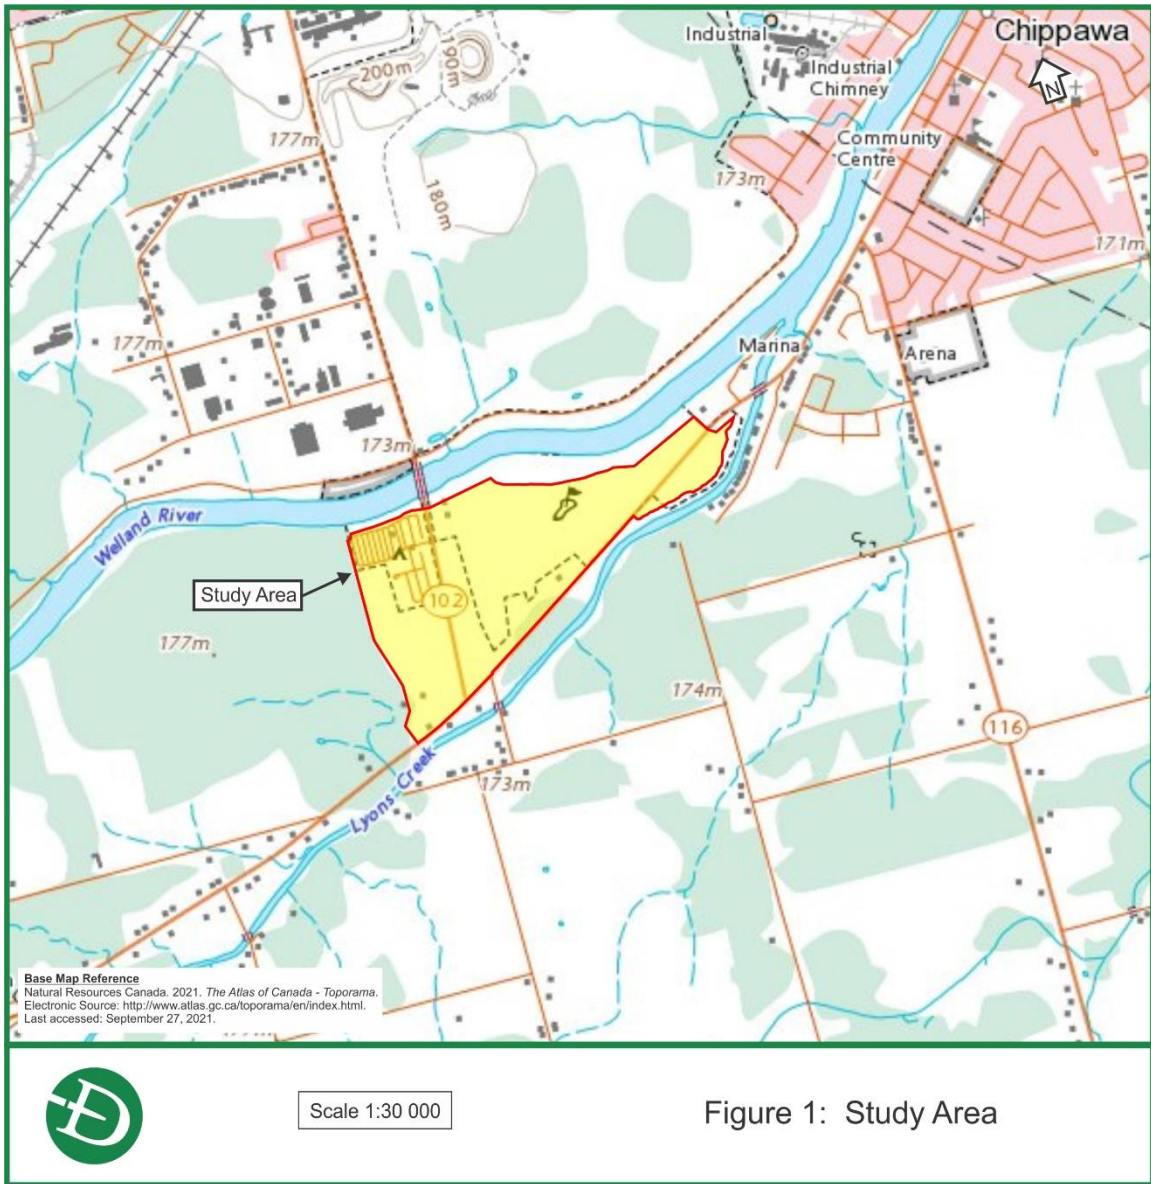 Chippawa
Industrial
Industrial
Chimney
N
190m
200m
177m
Community
Centre
173m
180m
171m
177m
Marina
Arena
173m
Welland River
Study Area
102
177m
174m
116
173m
Lyons Creek
Base Map Reference
Natural Resources Canada. 2021. The Atlas of Canada - Toporama.
Electronic Source: http://www.atlas.gc.ca/toporama/en/index.html.
Last accessed: September 27, 2021.
Scale 1:30 000
Figure 1: Study Area